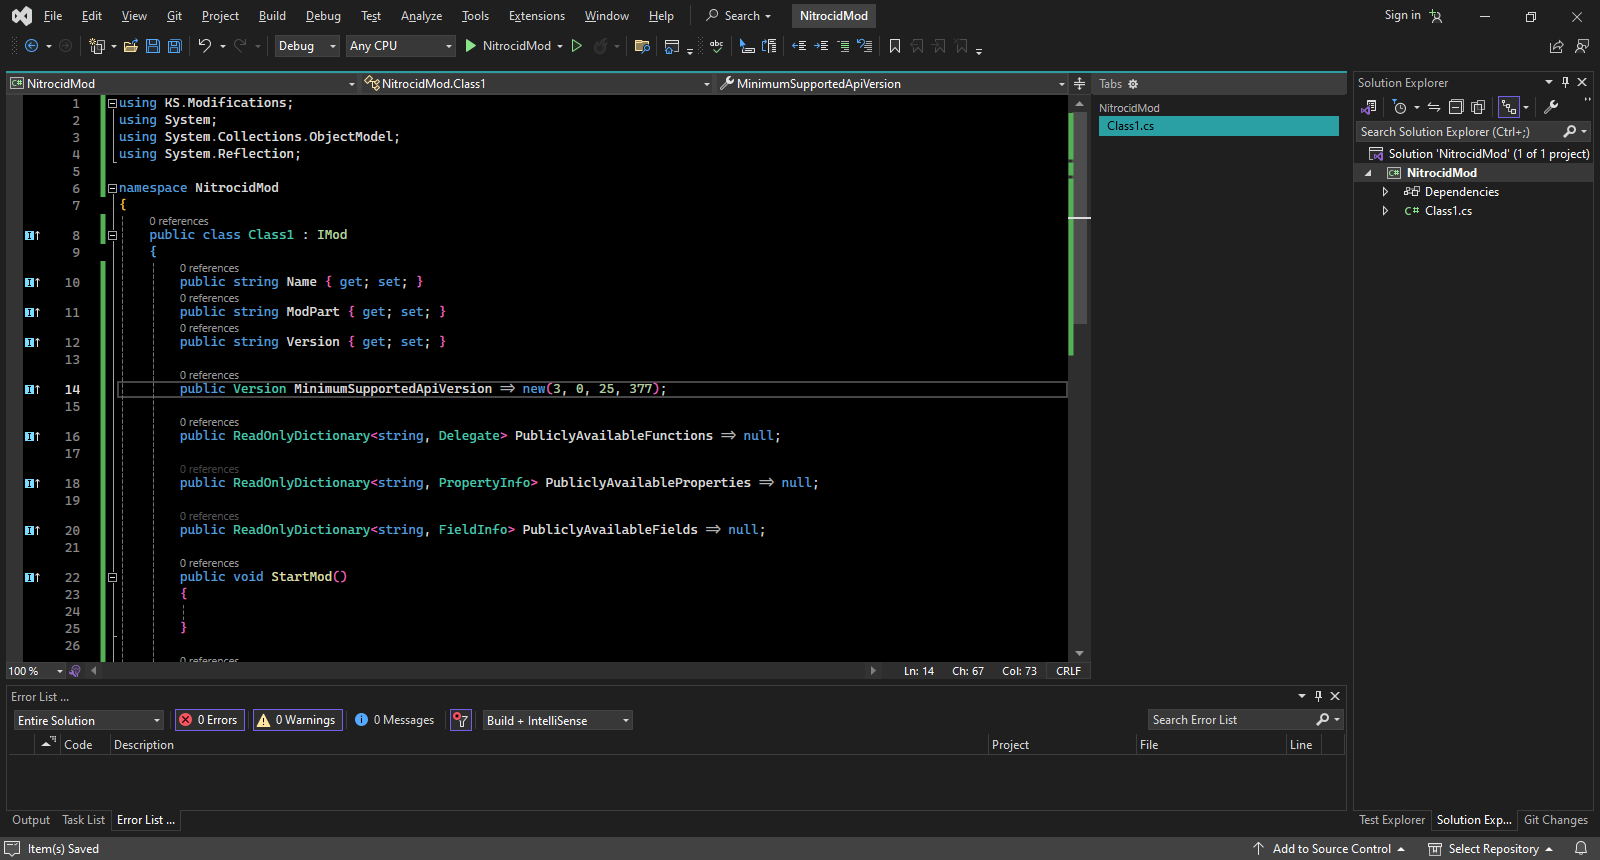 File Edit View Git Project Build Debug Test Analyze Tools Extensions Window Help Search NitrocidMod Sign in
Debug Any CPU NitrocidMod
NitrocidMod NitrocidMod.Class1 MinimumSupportedApiVersion
1 using KS.Modifications;
2 using System;
3 using System.Collections.ObjectModel;
4 using System.Reflection;
5
6 namespace NitrocidMod
7 {
0 references
8 public class Class1 : IMod
9 {
0 references
10 public string Name { get; set; }
0 references
11 public string ModPart { get; set; }
0 references
12 public string Version { get; set; }
13
0 references
14 public Version MinimumSupportedApiVersion => new(3, 0, 25, 377);
15
0 references
16 public ReadOnlyDictionary<string, Delegate> PubliclyAvailableFunctions => null;
17
0 references
18 public ReadOnlyDictionary<string, PropertyInfo> PubliclyAvailableProperties => null;
19
0 references
20 public ReadOnlyDictionary<string, FieldInfo> PubliclyAvailableFields => null;
21
0 references
22 public void StartMod()
23 {
24
25 }
26
0 references
100 % Ln: 14 Ch: 67 Col: 73 CRLF
Tabs
NitrocidMod
Class1.cs
Solution Explorer
Search Solution Explorer (Ctrl+;)
Solution 'NitrocidMod' (1 of 1 project)
C# NitrocidMod
Dependencies
C# Class1.cs
Error List ...
Entire Solution 0 Errors 0 Warnings 0 Messages Build + IntelliSense Search Error List
Code Description Project File Line
Output Task List Error List ...
Test Explorer Solution Exp... Git Changes
Item(s) Saved Add to Source Control Select Repository